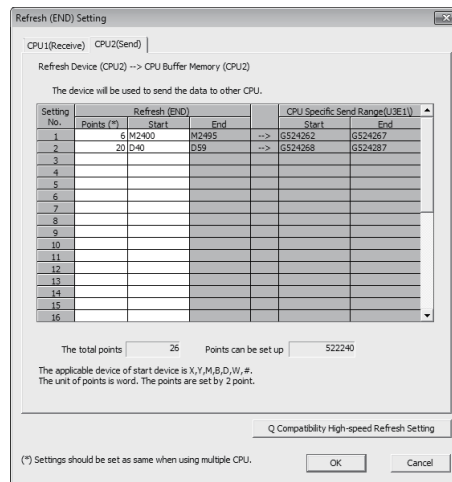 Refresh (END) Setting
CPU1(Receive) CPU2(Send)
Refresh Device (CPU2) --> CPU Buffer Memory (CPU2)
The device will be used to send the data to other CPU.
Setting No. Refresh (END) CPU Specific Send Range(U3E1\)
Points (*) Start End Start End
1 6 M2400 M2495 --> G524262 G524267
2 20 D40 D59 --> G524268 G524287
3
4
5
6
7
8
9
10
11
12
13
14
15
16
The total points 26 Points can be set up 522240
The applicable device of start device is X,Y,M,B,D,W,#.
The unit of points is word. The points are set by 2 point.
Q Compatibility High-speed Refresh Setting
(*) Settings should be set as same when using multiple CPU.
OK Cancel